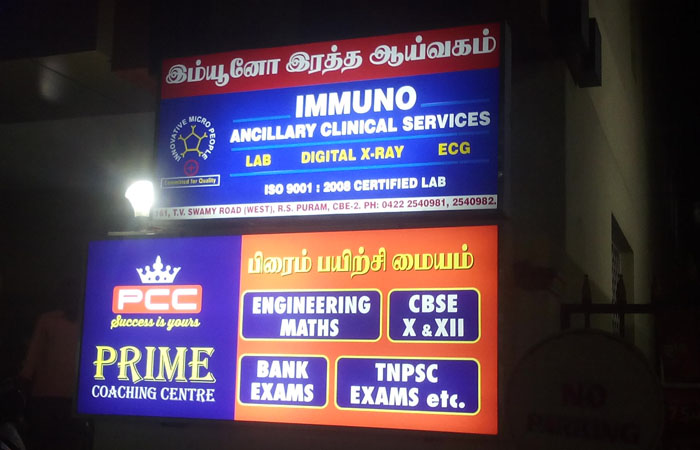 இம்யூனோ இரத்த ஆய்வகம்
INNOVATIVE MICRO PEOPLE
Committed for Quality
IMMUNO
ANCILLARY CLINICAL SERVICES
LAB DIGITAL X-RAY ECG
ISO 9001 : 2008 CERTIFIED LAB
761, T.V. SWAMY ROAD (WEST), R.S. PURAM, CBE-2. PH: 0422 2540981, 2540982.
PCC
Success is yours
PRIME
COACHING CENTRE
பிரைம் பயிற்சி மையம்
ENGINEERING
MATHS
CBSE
X & XII
BANK
EXAMS
TNPSC
EXAMS etc.
NO
PARKING